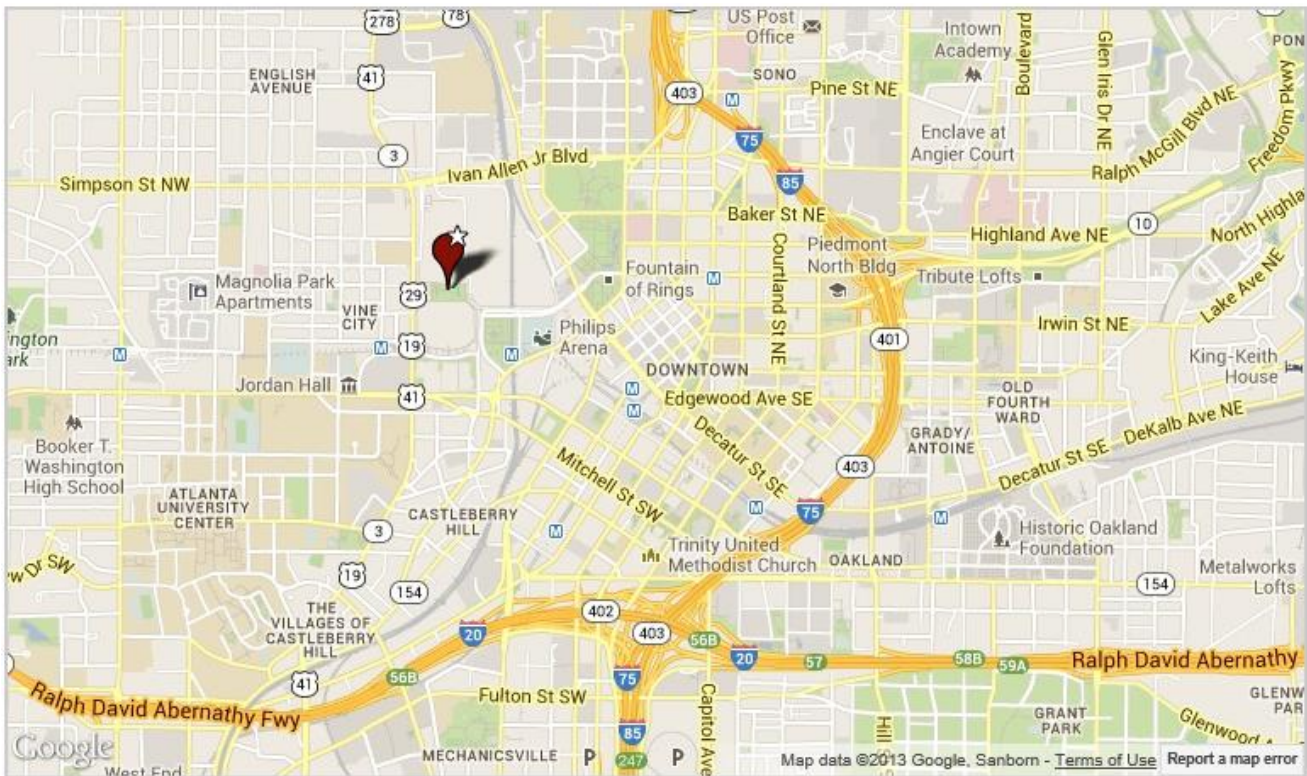 278
78
US Post
Office
Intown
Academy
Boulevard
Glen Iris Dr NE
PON
ENGLISH
AVENUE
41
SONO
403
M
Pine St NE
Freedom Pkwy
75
Enclave at
Angier Court
3
Ivan Allen Jr Blvd
Ralph McGill Blvd NE
Simpson St NW
85
Baker St NE
10
Highland Ave NE
North Highla
Courtland St NE
Piedmont
North Bldg
Magnolia Park
Apartments
29
Fountain
of Rings
M
Tribute Lofts
Lake Ave NE
VINE
CITY
Philips
Arena
Irwin St NE
ington
ark
M
M
19
M
401
King-Keith
House
DOWNTOWN
Jordan Hall
41
M
M
Edgewood Ave SE
OLD
FOURTH
WARD
DeKalb Ave NE
Booker T.
Washington
High School
Decatur St SE
GRADY/
ANTOINE
403
Decatur St SE
Mitchell St SW
ATLANTA
UNIVERSITY
CENTER
CASTLEBERRY
HILL
M
75
M
3
M
Historic Oakland
Foundation
Trinity United
Methodist Church
OAKLAND
w Dr SW
19
154
154
Metalworks
Lofts
THE
VILLAGES OF
CASTLEBERRY
HILL
402
403
20
56B
20
57
58B
59A
Ralph David Abernathy
56B
41
75
Fulton St SW
Capitol Ave
Hill S
Ralph David Abernathy Fwy
GLENW
PAR
GRANT
PARK
Glenwood A
85
Google
MECHANICSVILLE
P
247
P
West End
Map data ©2013 Google, Sanborn - Terms of Use
Report a map error